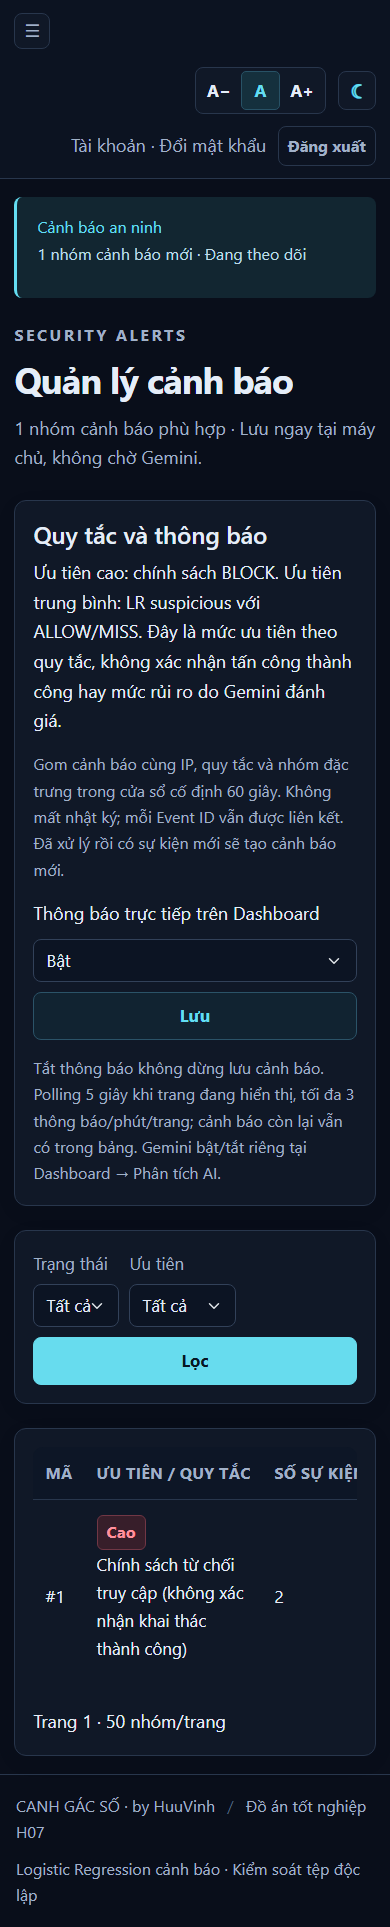 ☰
A− A A+ ☾
Tài khoản · Đổi mật khẩu Đăng xuất
Cảnh báo an ninh
1 nhóm cảnh báo mới · Đang theo dõi
SECURITY ALERTS
Quản lý cảnh báo
1 nhóm cảnh báo phù hợp · Lưu ngay tại máy
chủ, không chờ Gemini.
Quy tắc và thông báo
Ưu tiên cao: chính sách BLOCK. Ưu tiên
trung bình: LR suspicious với
ALLOW/MISS. Đây là mức ưu tiên theo
quy tắc, không xác nhận tấn công thành
công hay mức rủi ro do Gemini đánh
giá.
Gom cảnh báo cùng IP, quy tắc và nhóm đặc
trưng trong cửa sổ cố định 60 giây. Không
mất nhật ký; mỗi Event ID vẫn được liên kết.
Đã xử lý rồi có sự kiện mới sẽ tạo cảnh báo
mới.
Thông báo trực tiếp trên Dashboard
Bật
Lưu
Tắt thông báo không dừng lưu cảnh báo.
Polling 5 giây khi trang đang hiển thị, tối đa 3
thông báo/phút/trang; cảnh báo còn lại vẫn
có trong bảng. Gemini bật/tắt riêng tại
Dashboard → Phân tích AI.
Trạng thái Ưu tiên
Tất cả Tất cả
Lọc
MÃ ƯU TIÊN / QUY TẮC SỐ SỰ KIỆN
Cao
Chính sách từ chối
truy cập (không xác
#1 2
nhận khai thác
thành công)
Trang 1 · 50 nhóm/trang
CANH GÁC SỐ · by HuuVinh / Đồ án tốt nghiệp
H07
Logistic Regression cảnh báo · Kiểm soát tệp độc
lập